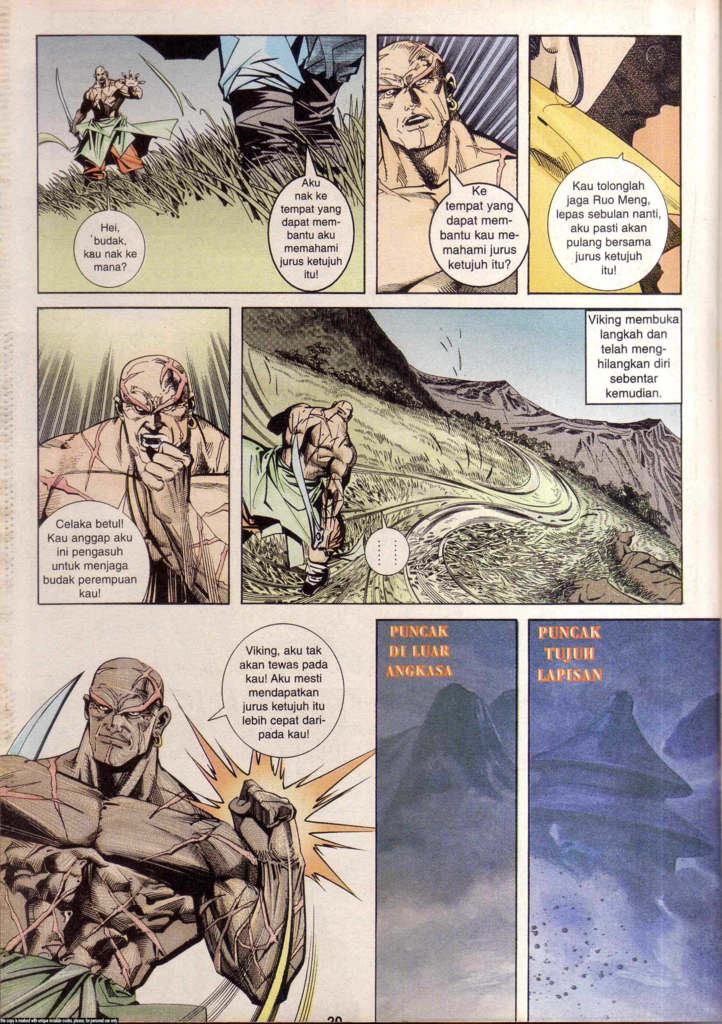 Hei,
budak,
kau nak ke
mana?
Aku
nak ke
tempat yang
dapat mem-
bantu aku
memahami
jurus ketujuh
itu!
Ke
tempat yang
dapat mem-
bantu kau me-
mahami jurus
ketujuh itu?
Kau tolonglah
jaga Ruo Meng,
lepas sebulan nanti,
aku pasti akan
pulang bersama
jurus ketujuh
itu!
Celaka betul!
Kau anggap aku
ini pengasuh
untuk menjaga
budak perempuan
kau!
Viking membuka
langkah dan
telah meng-
hilangkan diri
sebentar
kemudian.
Viking, aku tak
akan tewas pada
kau! Aku mesti
mendapatkan
jurus ketujuh itu
lebih cepat dari-
pada kau!
PUNCAK
DI LUAR
ANGKASA
PUNCAK
TUJUH
LAPISAN
20